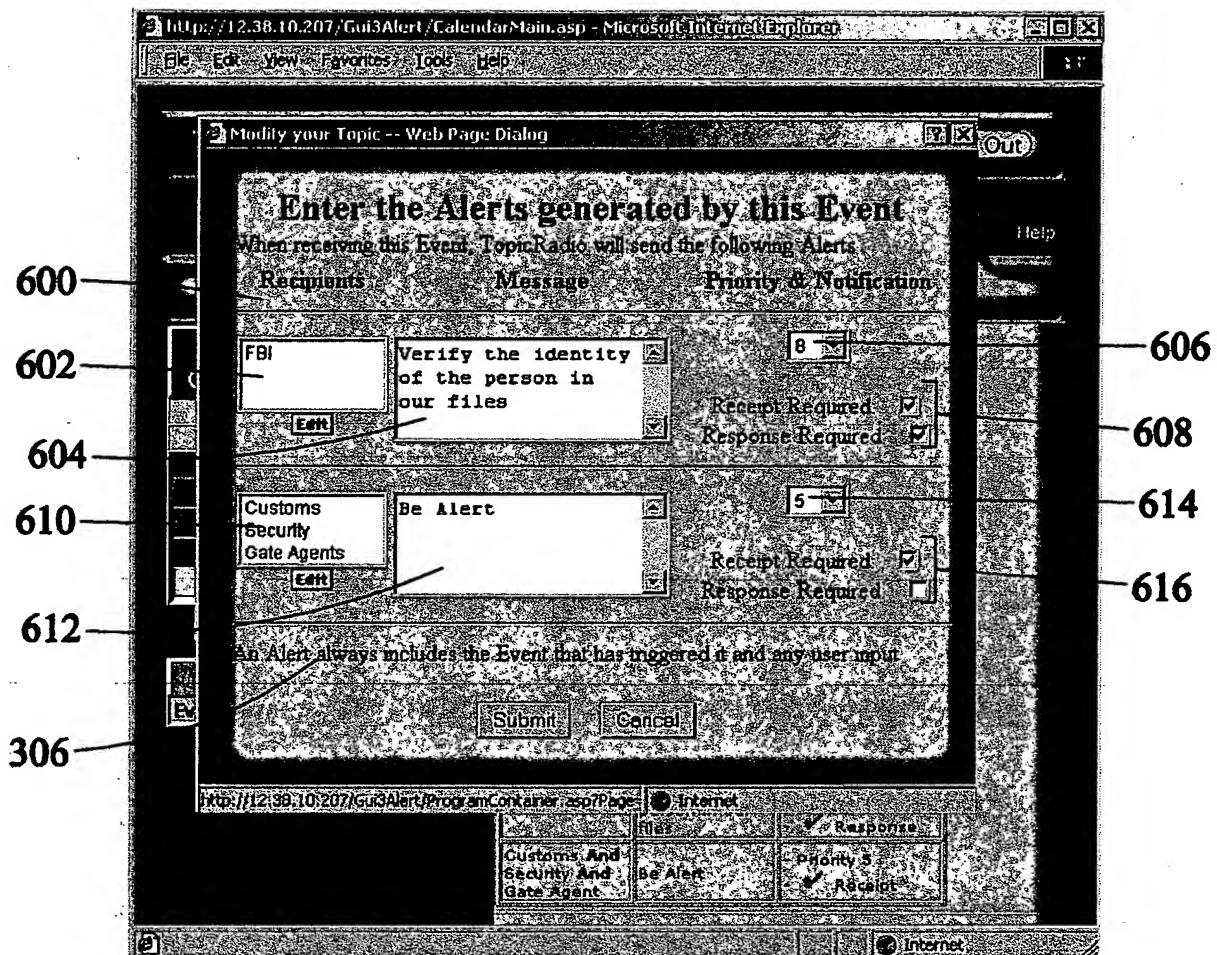 http://12.38.10.207/Gui3Alert/CalendarMain.asp - Microsoft Internet Explorer
File Edit View Favorites Tools Help
Modify your Topic -- Web Page Dialog
Out
Help
Enter the Alerts generated by this Event
When receiving this Event, TopicRadio will send the following Alerts
600
Recipients Message Priority & Notification
602
FBI
Edit
Verify the identity
of the person in
our files
8
606
Receipt Required
Response Required
608
604
610
Customs
Security
Gate Agents
Edit
Be Alert
5
614
Receipt Required
Response Required
616
612
An Alert always includes the Event that has triggered it and any user input
Submit Cancel
306
http://12.38.10.207/Gui3Alert/ProgramContainer.asp?Page Internet
files Response
Customs And
Security And
Gate Agent
Be Alert
Priority 5
Receipt
Internet